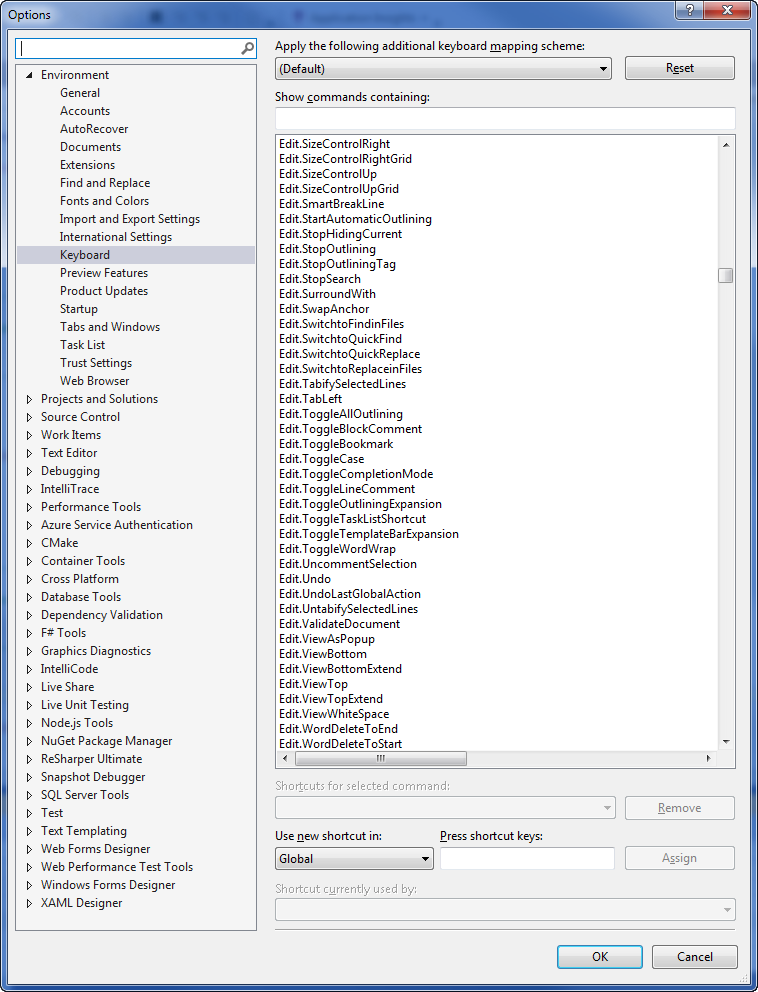 Options
Environment
General
Accounts
AutoRecover
Documents
Extensions
Find and Replace
Fonts and Colors
Import and Export Settings
International Settings
Keyboard
Preview Features
Product Updates
Startup
Tabs and Windows
Task List
Trust Settings
Web Browser
Projects and Solutions
Source Control
Work Items
Text Editor
Debugging
IntelliTrace
Performance Tools
Azure Service Authentication
CMake
Container Tools
Cross Platform
Database Tools
Dependency Validation
F# Tools
Graphics Diagnostics
IntelliCode
Live Share
Live Unit Testing
Node.js Tools
NuGet Package Manager
ReSharper Ultimate
Snapshot Debugger
SQL Server Tools
Test
Text Templating
Web Forms Designer
Web Performance Test Tools
Windows Forms Designer
XAML Designer
Apply the following additional keyboard mapping scheme:
(Default)
Reset
Show commands containing:
Edit.SizeControlRight
Edit.SizeControlRightGrid
Edit.SizeControlUp
Edit.SizeControlUpGrid
Edit.SmartBreakLine
Edit.StartAutomaticOutlining
Edit.StopHidingCurrent
Edit.StopOutlining
Edit.StopOutliningTag
Edit.StopSearch
Edit.SurroundWith
Edit.SwapAnchor
Edit.SwitchtoFindinFiles
Edit.SwitchtoQuickFind
Edit.SwitchtoQuickReplace
Edit.SwitchtoReplaceinFiles
Edit.TabifySelectedLines
Edit.TabLeft
Edit.ToggleAllOutlining
Edit.ToggleBlockComment
Edit.ToggleBookmark
Edit.ToggleCase
Edit.ToggleCompletionMode
Edit.ToggleLineComment
Edit.ToggleOutliningExpansion
Edit.ToggleTaskListShortcut
Edit.ToggleTemplateBarExpansion
Edit.ToggleWordWrap
Edit.UncommentSelection
Edit.Undo
Edit.UndoLastGlobalAction
Edit.UntabifySelectedLines
Edit.ValidateDocument
Edit.ViewAsPopup
Edit.ViewBottom
Edit.ViewBottomExtend
Edit.ViewTop
Edit.ViewTopExtend
Edit.ViewWhiteSpace
Edit.WordDeleteToEnd
Edit.WordDeleteToStart
Shortcuts for selected command:
Remove
Use new shortcut in:
Press shortcut keys:
Global
Assign
Shortcut currently used by:
OK
Cancel